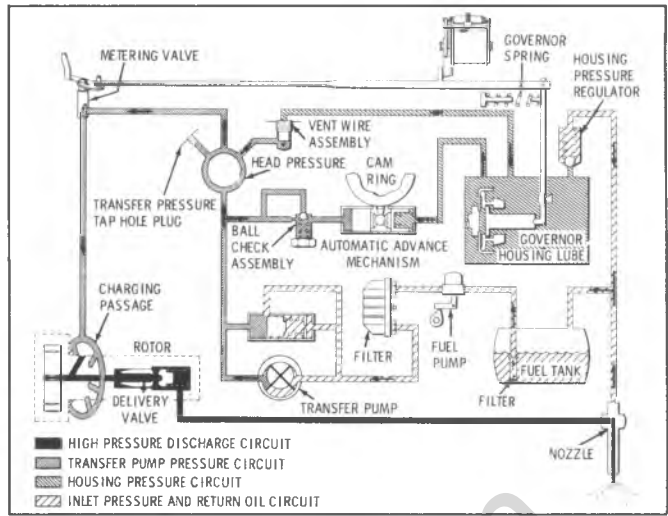 METERING VALVE
GOVERNOR
SPRING
HOUSING
PRESSURE
REGULATOR
VENT WIRE
ASSEMBLY
HEAD PRESSURE
CAM
RING
TRANSFER PRESSURE
TAP HOLE PLUG
BALL
CHECK
ASSEMBLY
AUTOMATIC ADVANCE
MECHANISM
GOVERNOR
HOUSING LUBE
CHARGING
PASSAGE
ROTOR
FILTER
FUEL
PUMP
FUEL TANK
DELIVERY
VALVE
TRANSFER PUMP
FILTER
NOZZLE
HIGH PRESSURE DISCHARGE CIRCUIT
TRANSFER PUMP PRESSURE CIRCUIT
HOUSING PRESSURE CIRCUIT
INLET PRESSURE AND RETURN OIL CIRCUIT